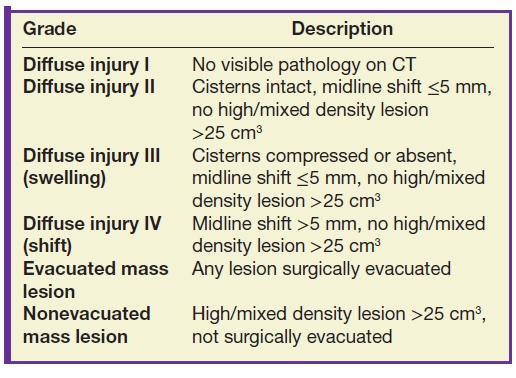 Grade Description
Diffuse injury I No visible pathology on CT
Diffuse injury II Cisterns intact, midline shift ≤5 mm,
no high/mixed density lesion
>25 cm³
Diffuse injury III Cisterns compressed or absent,
(swelling) midline shift ≤5 mm, no high/mixed
density lesion >25 cm³
Diffuse injury IV Midline shift >5 mm, no high/mixed
(shift) density lesion >25 cm³
Evacuated mass Any lesion surgically evacuated
lesion
Nonevacuated High/mixed density lesion >25 cm³,
mass lesion not surgically evacuated